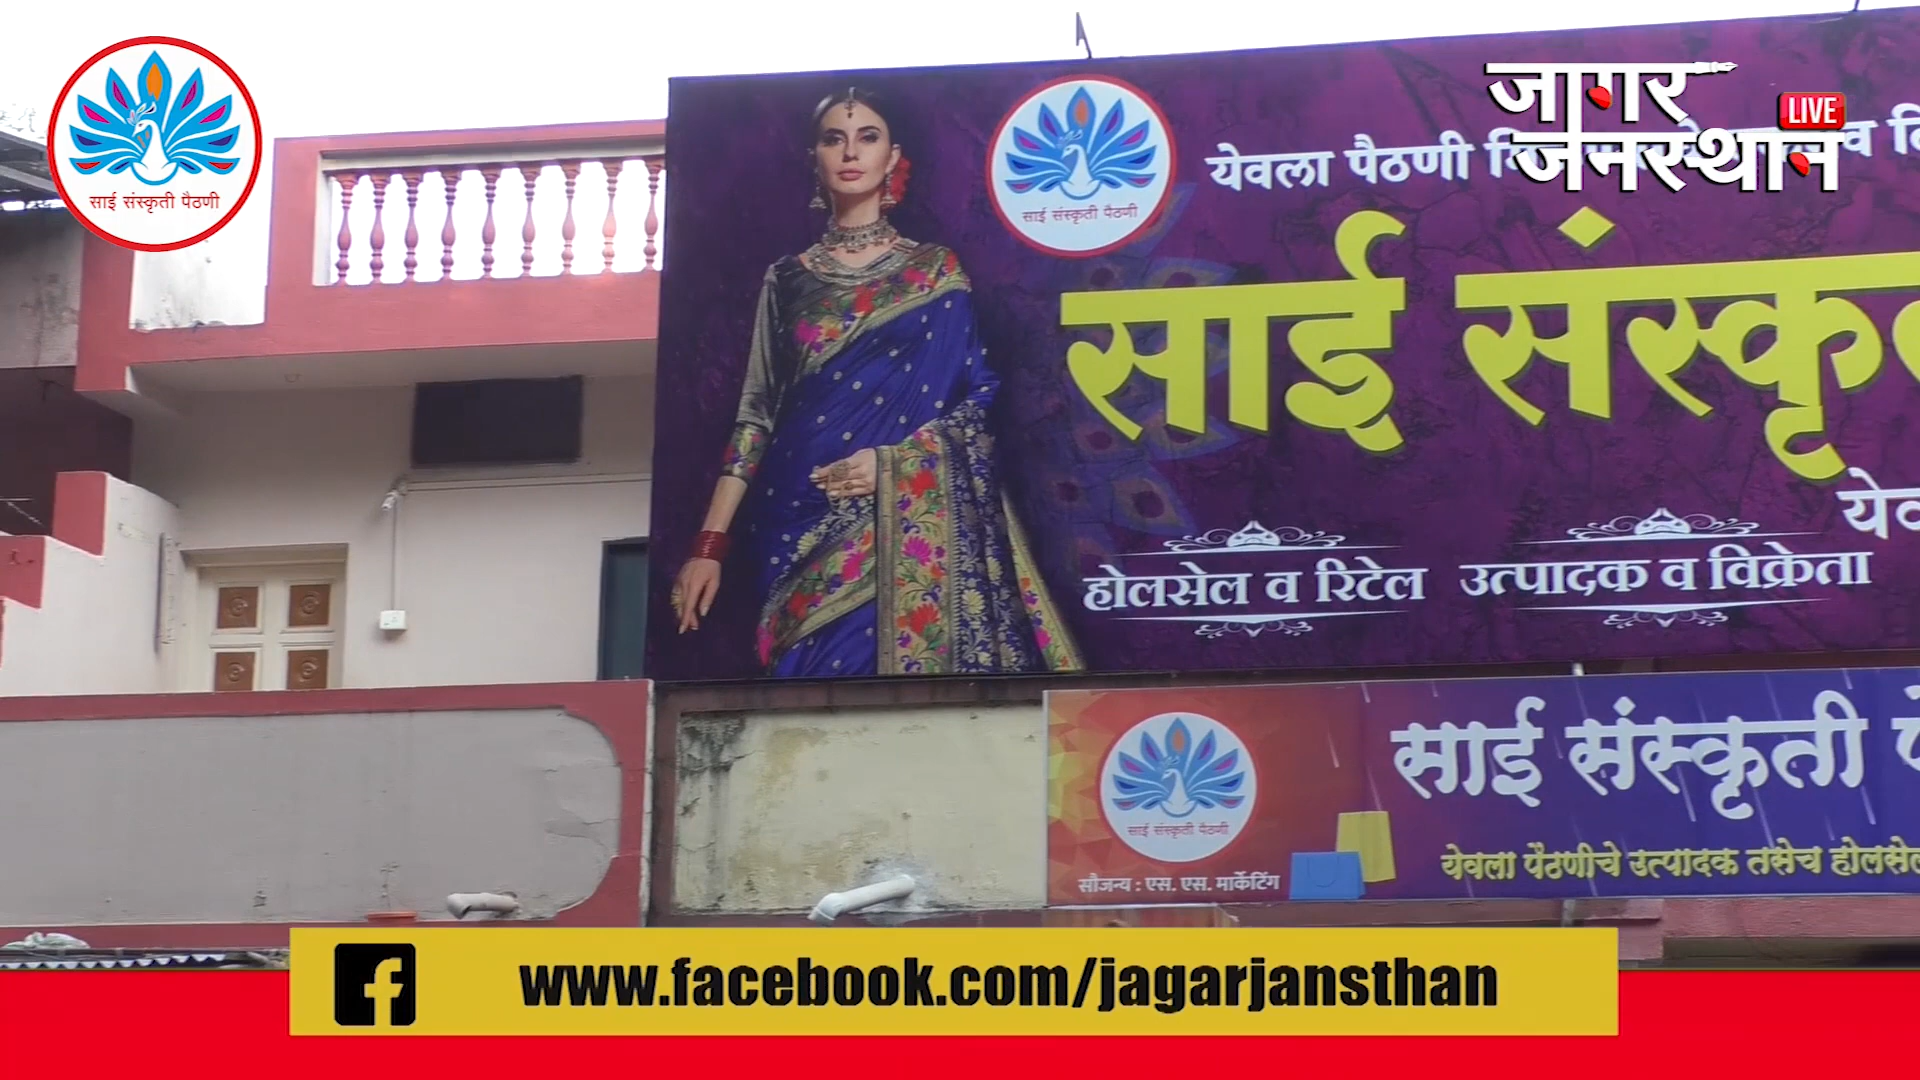 साई संस्कृती पैठणी
जागर
जनस्थान
LIVE
साई संस्कृती पैठणी
येवला पैठणी
व
साई
होलसेल व रिटेल
उत्पादक व विक्रेता
साई संस्कृती पैठणी
सौजन्य : एस. एस. मार्केटिंग
साई संस्कृती
येवला पैठणीचे उत्पादक तसेच
www.facebook.com/jagarjansthan